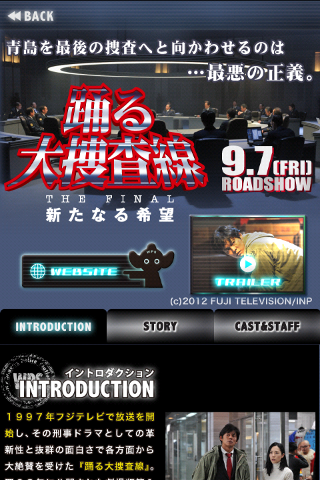 BACK
青島を最後の捜査へと向かわせるのは
…最悪の正義。
踊る
大捜査線
THE FINAL
新たなる希望
9.7(FRI)
ROADSHOW
WEBSITE
TRAILER
(c)2012 FUJI TELEVISION/INP
INTRODUCTION
STORY
CAST&STAFF
イントロダクション
INTRODUCTION
1997年フジテレビで放送を開
始し、その刑事ドラマとしての革
新性と抜群の面白さで各方面から
大絶賛を受けた『踊る大捜査線』。